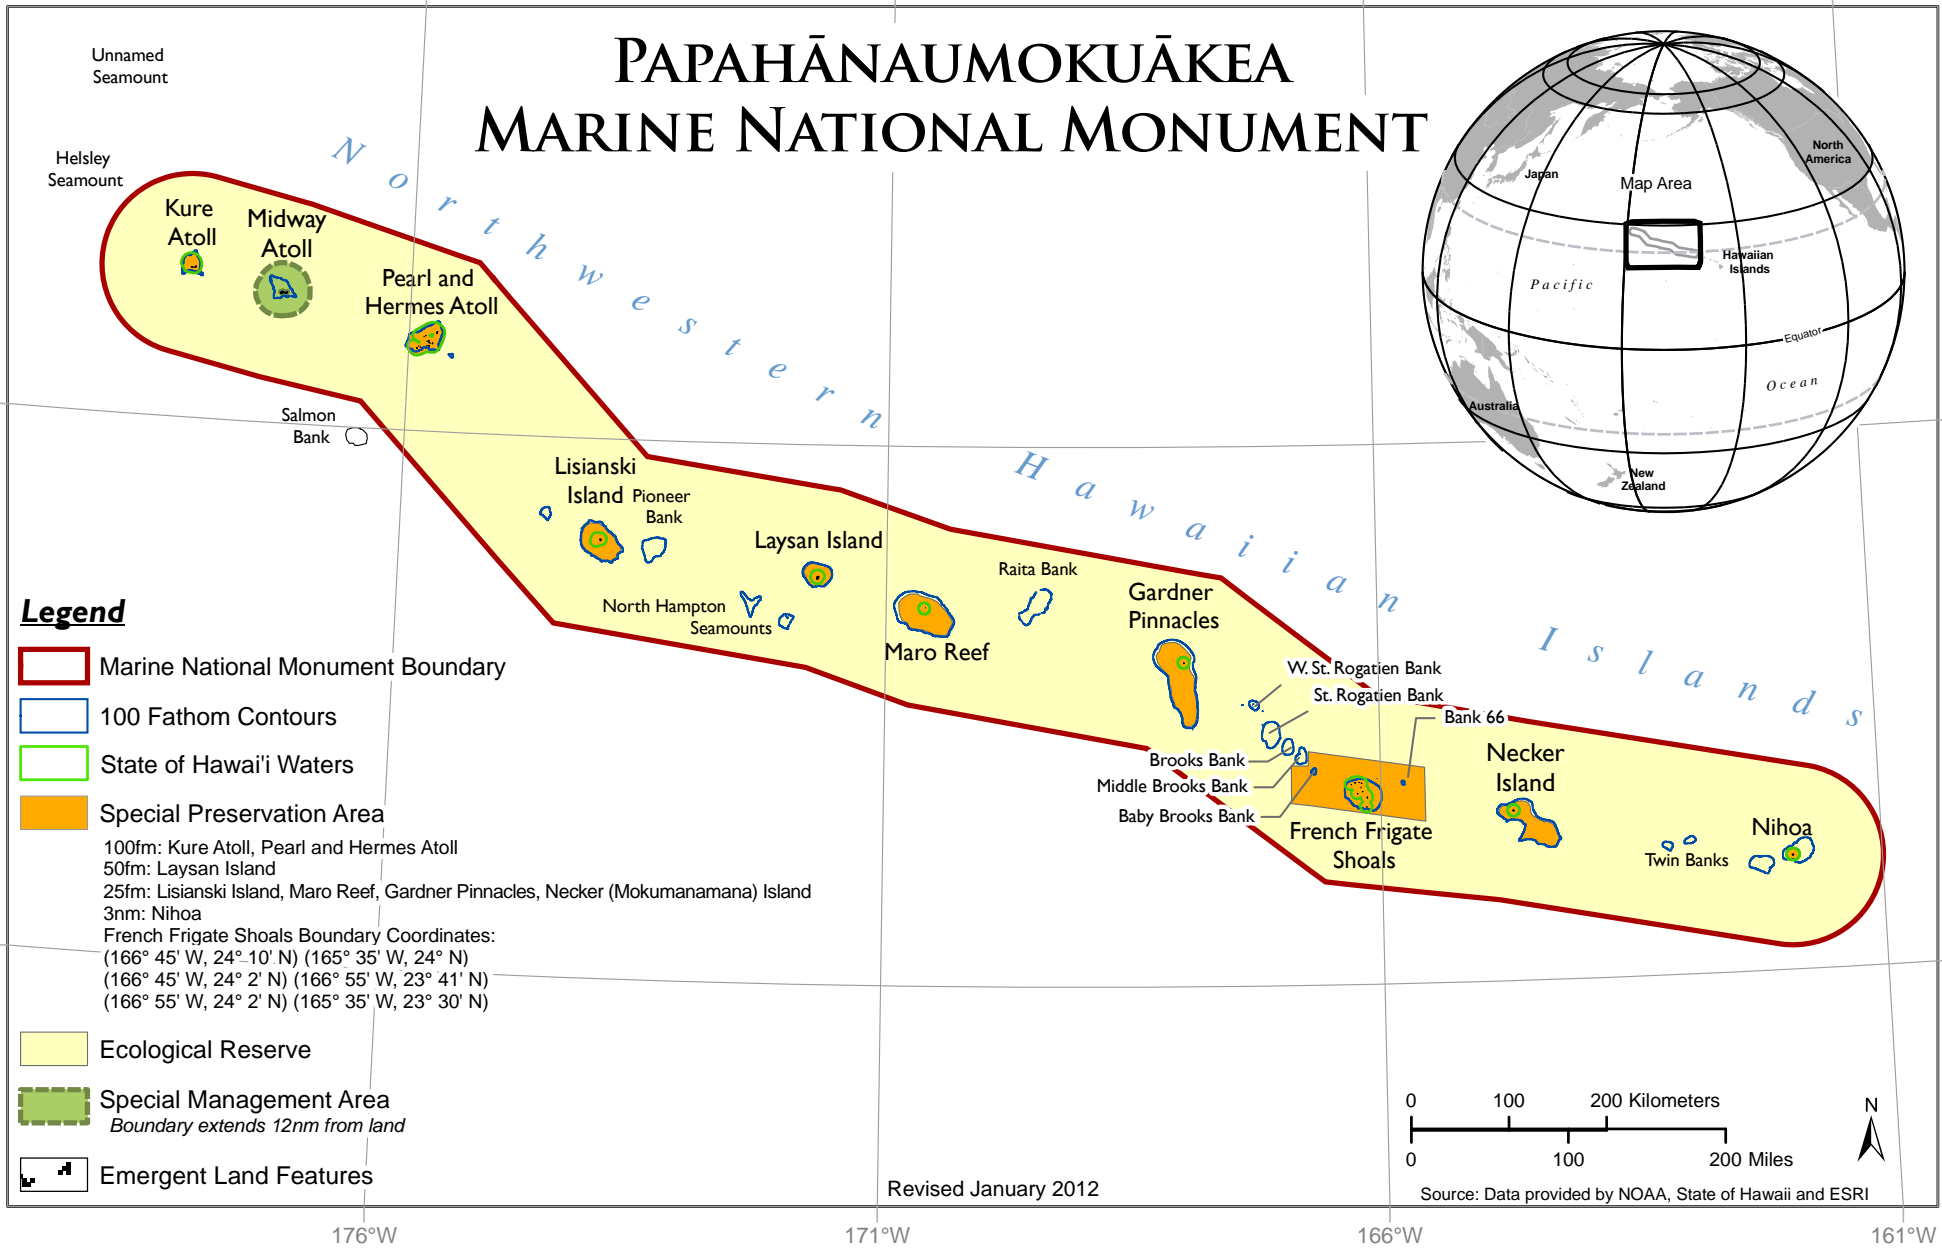 PAPAHĀNAUMOKUĀKEA
MARINE NATIONAL MONUMENT
Unnamed
Seamount
Helsley
Seamount
Kure
Atoll
Midway
Atoll
Pearl and
Hermes Atoll
Salmon
Bank
Northwestern Hawaiian Islands
Lisianski
Island
Pioneer
Bank
Laysan Island
North Hampton
Seamounts
Maro Reef
Raita Bank
Gardner
Pinnacles
W. St. Rogatien Bank
St. Rogatien Bank
Bank 66
Brooks Bank
Middle Brooks Bank
Baby Brooks Bank
French Frigate
Shoals
Necker
Island
Twin Banks
Nihoa
North
America
Japan
Map Area
Hawaiian
Islands
Pacific
Equator
Ocean
Australia
New
Zealand
Legend
Marine National Monument Boundary
100 Fathom Contours
State of Hawai'i Waters
Special Preservation Area
100fm: Kure Atoll, Pearl and Hermes Atoll
50fm: Laysan Island
25fm: Lisianski Island, Maro Reef, Gardner Pinnacles, Necker (Mokumanamana) Island
3nm: Nihoa
French Frigate Shoals Boundary Coordinates:
(166° 45' W, 24° 10' N) (165° 35' W, 24° N)
(166° 45' W, 24° 2' N) (166° 55' W, 23° 41' N)
(166° 55' W, 24° 2' N) (165° 35' W, 23° 30' N)
Ecological Reserve
Special Management Area
Boundary extends 12nm from land
Emergent Land Features
0 100 200 Kilometers
0 100 200 Miles
N
Revised January 2012
Source: Data provided by NOAA, State of Hawaii and ESRI
176°W 171°W 166°W 161°W